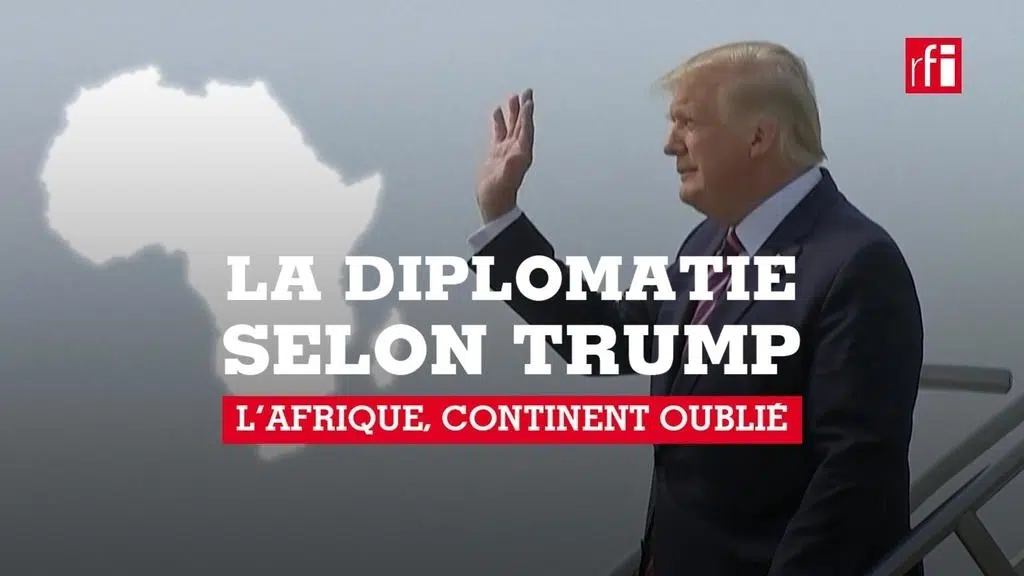 rfi
LA DIPLOMATIE
SELON TRUMP
L'AFRIQUE, CONTINENT OUBLIÉ